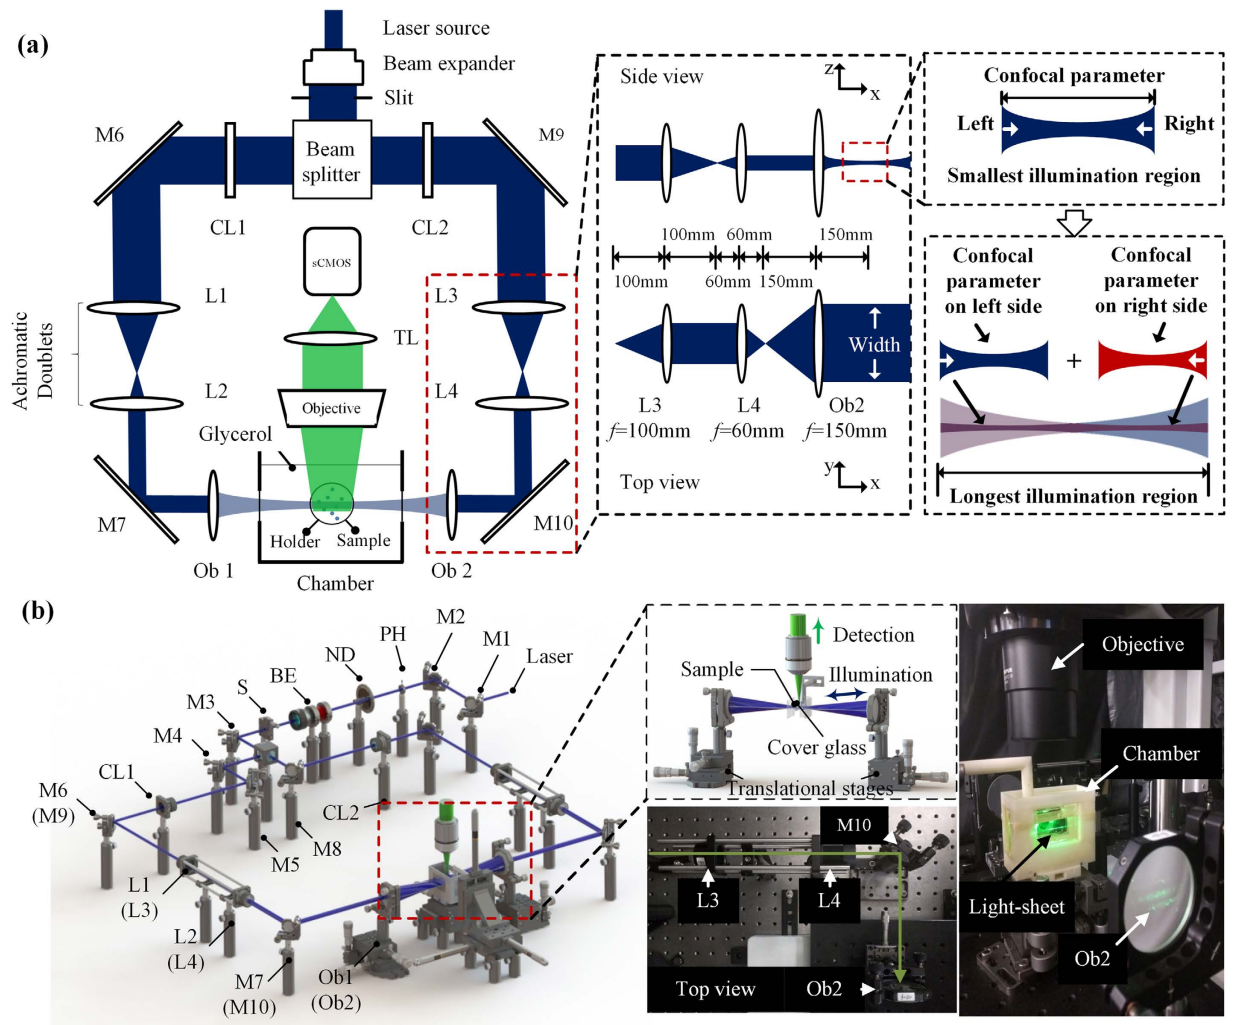 (a)
Laser source
Beam expander
Slit
M6
M9
Beam
splitter
CL1
CL2
sCMOS
L1
L3
TL
Achromatic
Doublets
L2
L4
Objective
Glycerol
M7
M10
Holder
Sample
Ob 1
Ob 2
Chamber
Side view
z
x
100mm
60mm
150mm
100mm
60mm
150mm
Width
L3
L4
Ob2
f=100mm
f=60mm
f=150mm
Top view
y
x
Confocal parameter
Left
Right
Smallest illumination region
Confocal
parameter
on left side
Confocal
parameter
on right side
+
Longest illumination region
(b)
M2
PH
M1
ND
Laser
BE
S
M3
M4
CL1
M6
(M9)
CL2
M8
M5
L1
(L3)
L2
(L4)
M7
(M10)
Ob1
(Ob2)
Detection
Sample
Illumination
Cover glass
Translational stages
M10
L3
L4
Top view
Ob2
Objective
Chamber
Light-sheet
Ob2